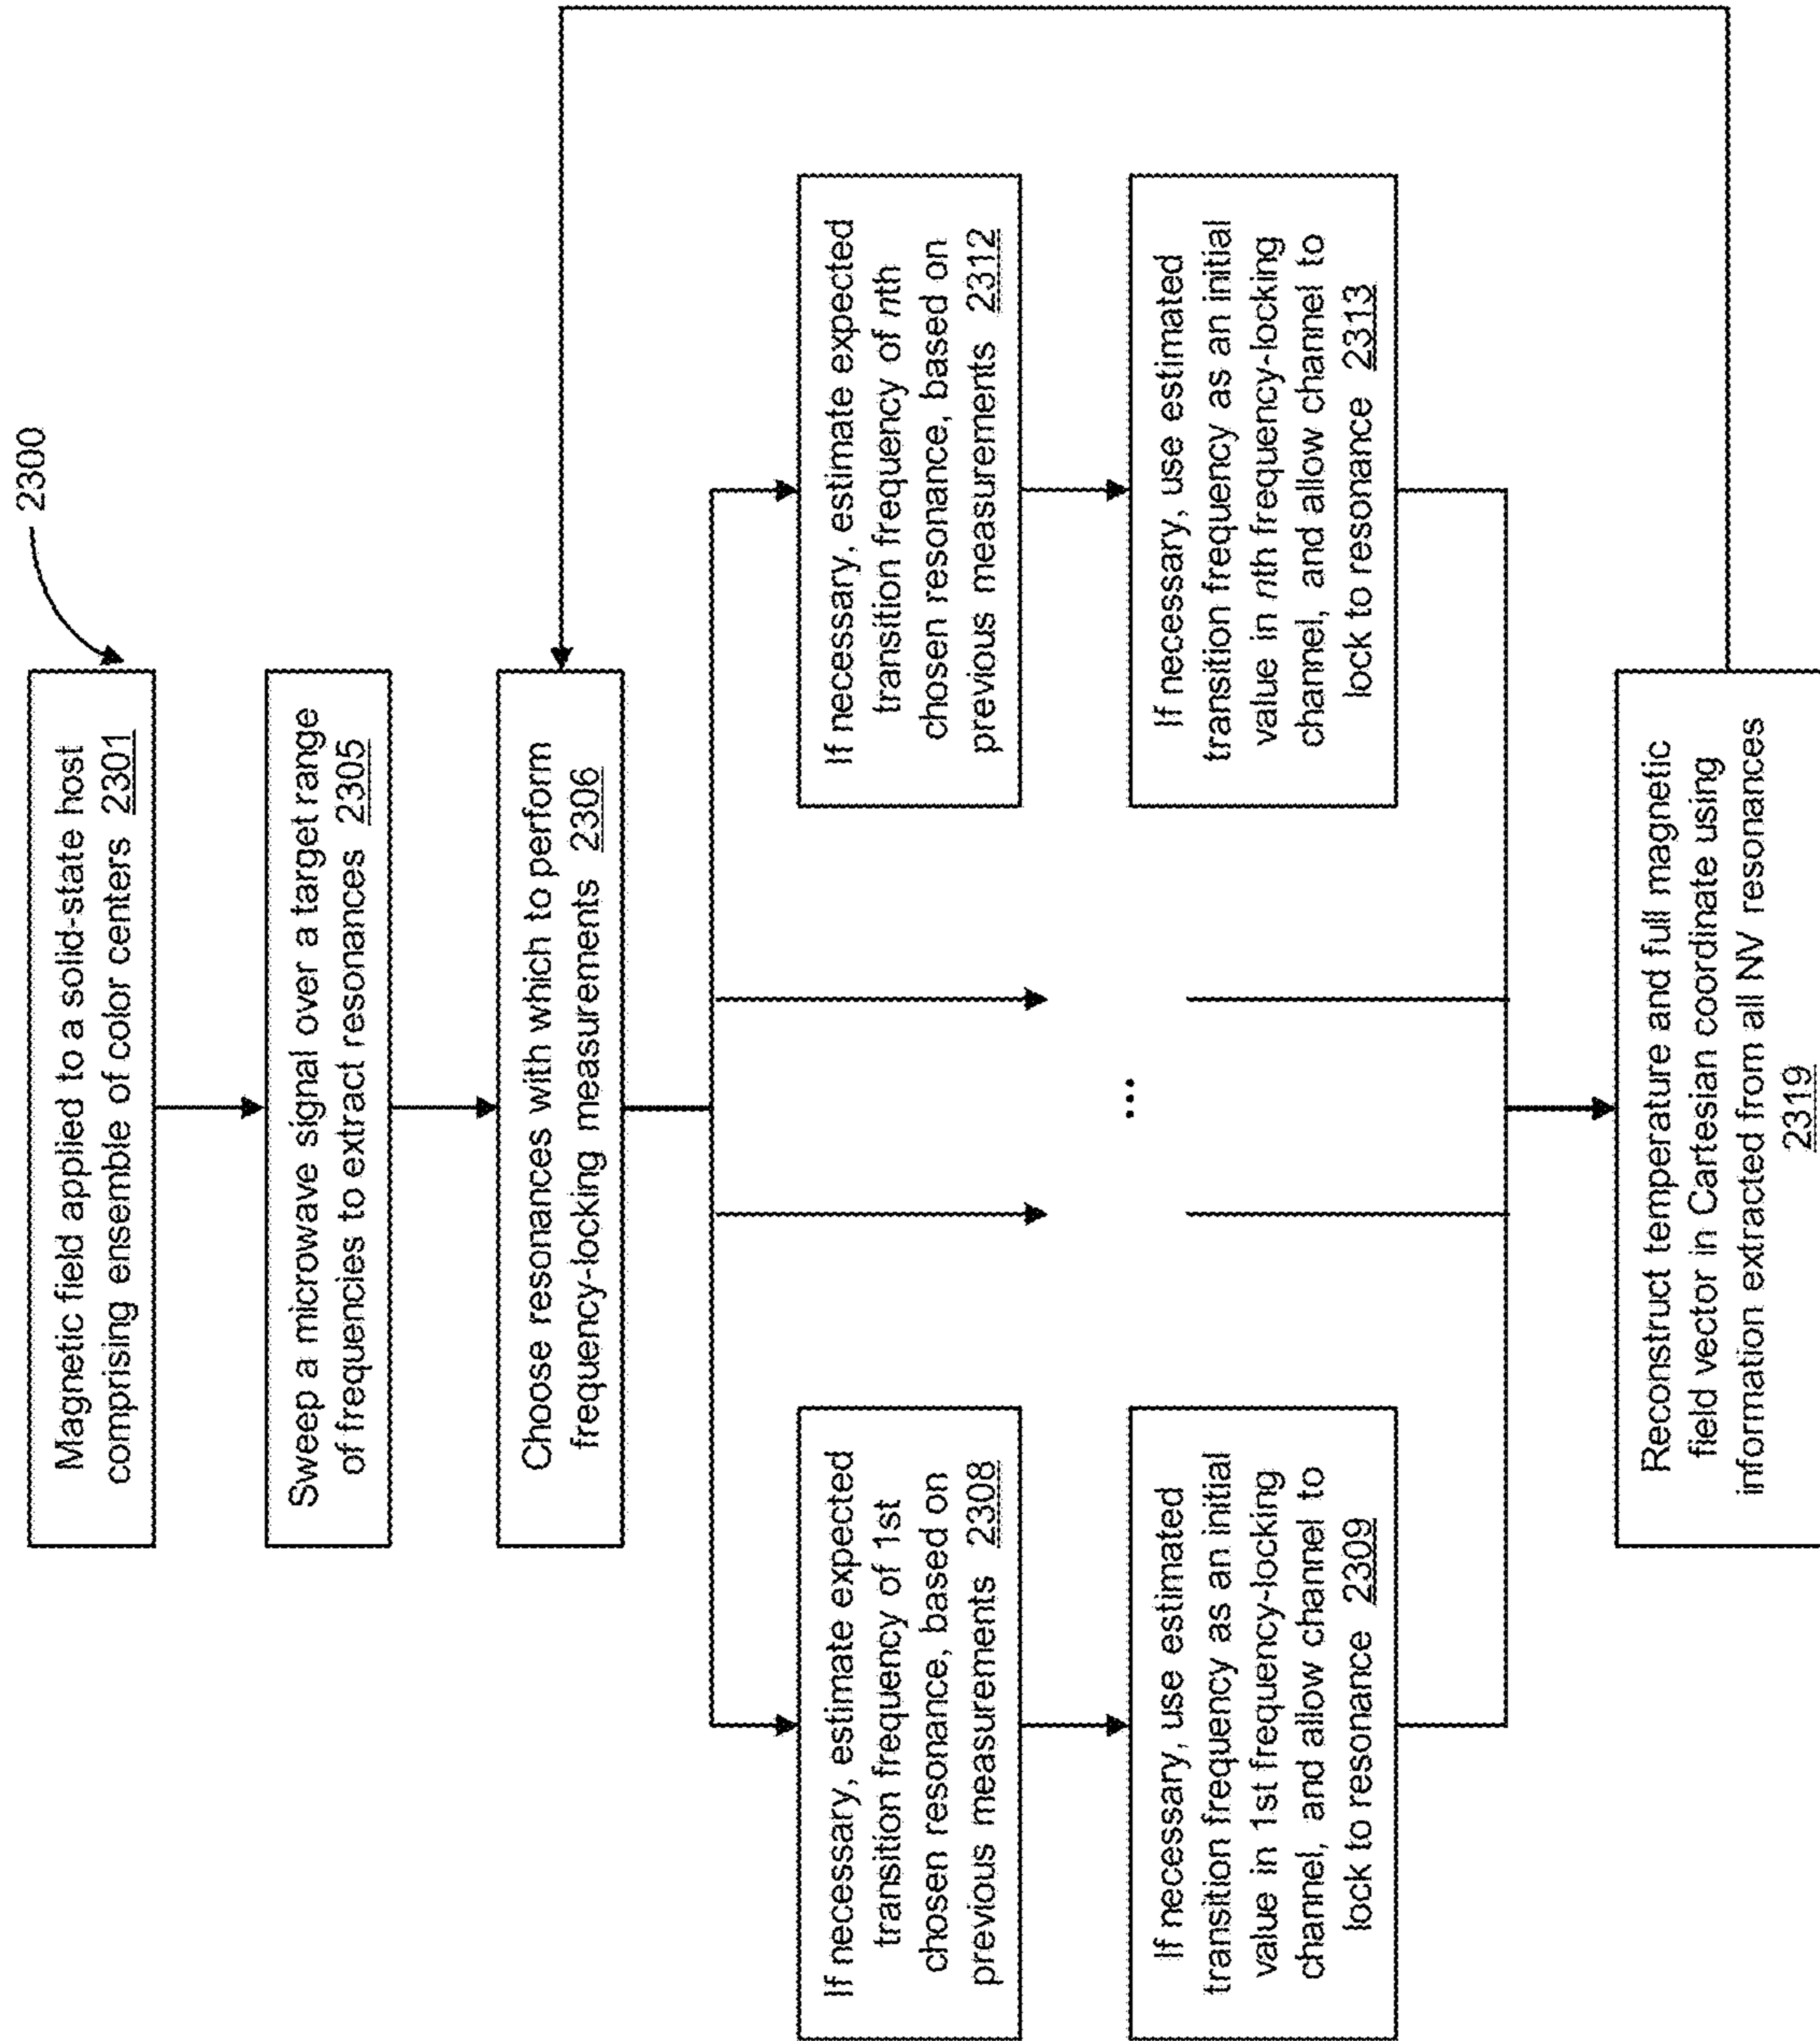 2300
Magnetic field applied to a solid-state host
comprising ensemble of color centers 2301
Sweep a microwave signal over a target range
of frequencies to extract resonances 2305
Choose resonances with which to perform
frequency-locking measurements 2306
If necessary, estimate expected
transition frequency of 1st
chosen resonance, based on
previous measurements 2308
If necessary, use estimated
transition frequency as an initial
value in 1st frequency-locking
channel, and allow channel to
lock to resonance 2309
...
If necessary, estimate expected
transition frequency of nth
chosen resonance, based on
previous measurements 2312
If necessary, use estimated
transition frequency as an initial
value in nth frequency-locking
channel, and allow channel to
lock to resonance 2313
Reconstruct temperature and full magnetic
field vector in Cartesian coordinate using
information extracted from all NV resonances
2319